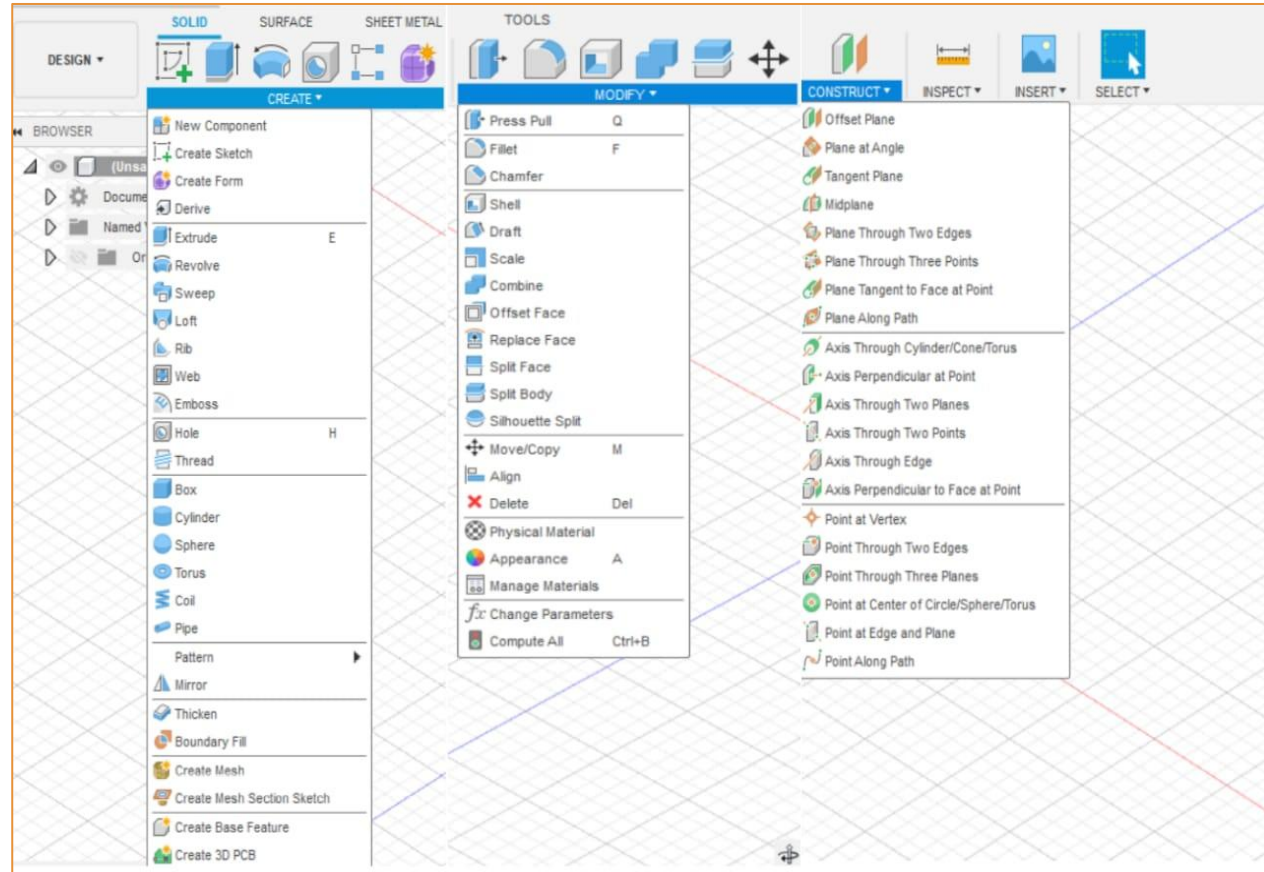 SOLID
SURFACE
SHEET METAL
TOOLS
DESIGN
CREATE
MODIFY
CONSTRUCT
INSPECT
INSERT
SELECT
BROWSER
(Unsa
Docume
Named
Or
New Component
Create Sketch
Create Form
Derive
Extrude E
Revolve
Sweep
Loft
Rib
Web
Emboss
Hole H
Thread
Box
Cylinder
Sphere
Torus
Coil
Pipe
Pattern
Mirror
Thicken
Boundary Fill
Create Mesh
Create Mesh Section Sketch
Create Base Feature
Create 3D PCB
Press Pull Q
Fillet F
Chamfer
Shell
Draft
Scale
Combine
Offset Face
Replace Face
Split Face
Split Body
Silhouette Split
Move/Copy M
Align
Delete Del
Physical Material
Appearance A
Manage Materials
fx Change Parameters
Compute All Ctrl+B
Offset Plane
Plane at Angle
Tangent Plane
Midplane
Plane Through Two Edges
Plane Through Three Points
Plane Tangent to Face at Point
Plane Along Path
Axis Through Cylinder/Cone/Torus
Axis Perpendicular at Point
Axis Through Two Planes
Axis Through Two Points
Axis Through Edge
Axis Perpendicular to Face at Point
Point at Vertex
Point Through Two Edges
Point Through Three Planes
Point at Center of Circle/Sphere/Torus
Point at Edge and Plane
Point Along Path